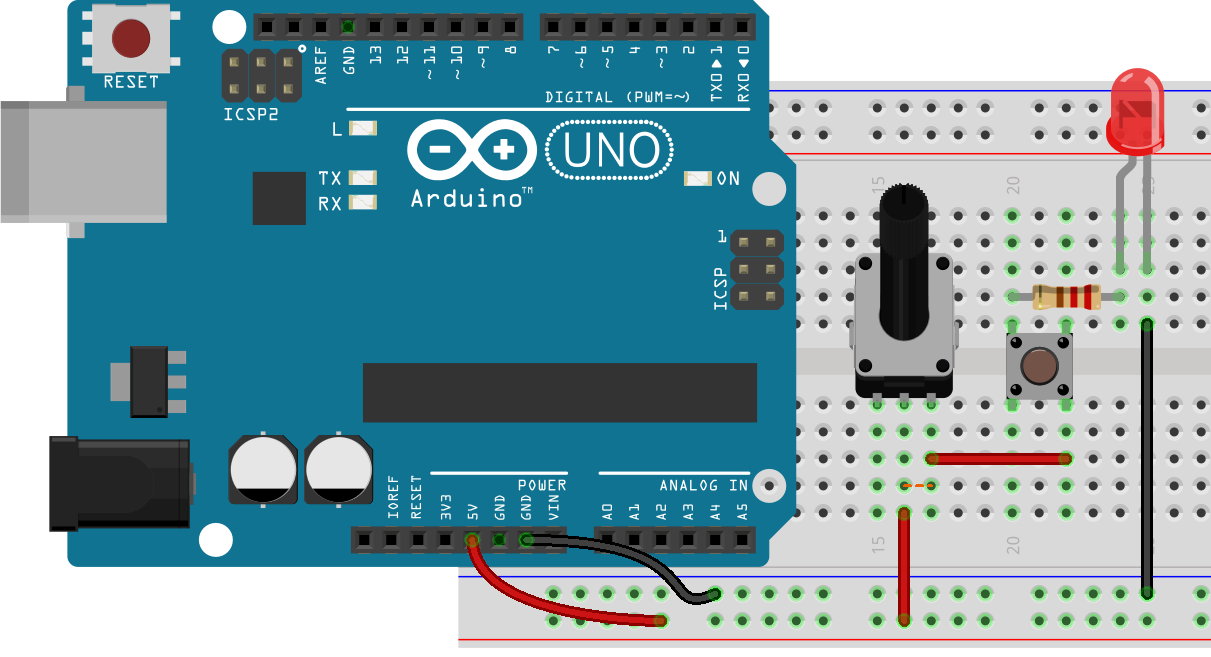 RESET
ICSP2
AREF
GND
13
12
~11
~10
~9
8
7
~6
~5
4
~3
2
TX0▶1
RX0◀0
DIGITAL (PWM=~)
L
TX
RX
UNO
Arduino™
ON
1
ICSP
15
20
25
IOREF
RESET
3V3
5V
GND
GND
VIN
POWER
ANALOG IN
A0
A1
A2
A3
A4
A5
15
20